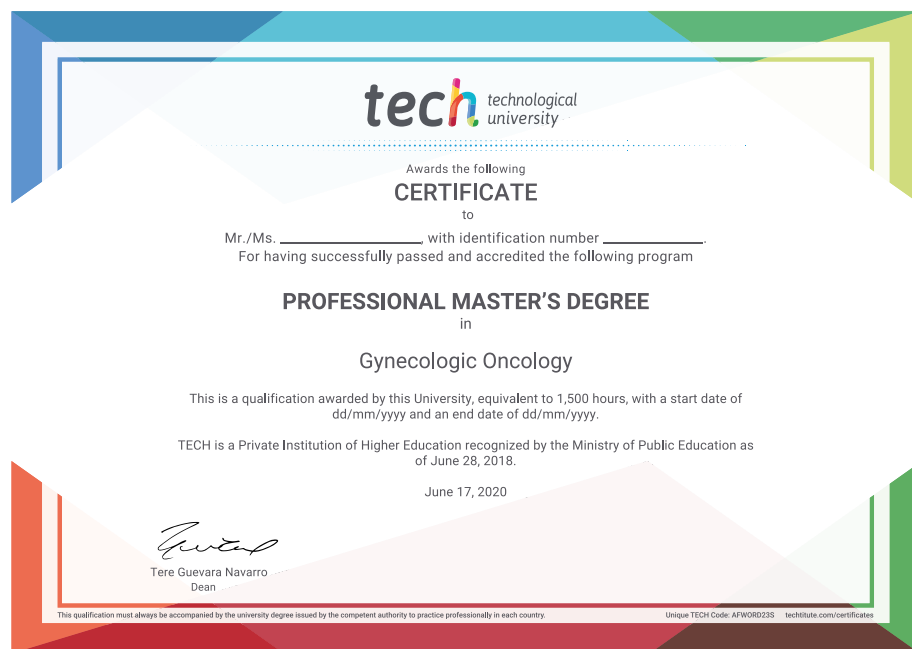 tech technological
university
Awards the following
CERTIFICATE
to
Mr./Ms. ____________________, with identification number ______________.
For having successfully passed and accredited the following program
PROFESSIONAL MASTER'S DEGREE
in
Gynecologic Oncology
This is a qualification awarded by this University, equivalent to 1,500 hours, with a start date of
dd/mm/yyyy and an end date of dd/mm/yyyy.
TECH is a Private Institution of Higher Education recognized by the Ministry of Public Education as
of June 28, 2018.
June 17, 2020
Tere Guevara Navarro
Dean
This qualification must always be accompanied by the university degree issued by the competent authority to practice professionally in each country.
Unique TECH Code: AFWORD23S techtitute.com/certificates